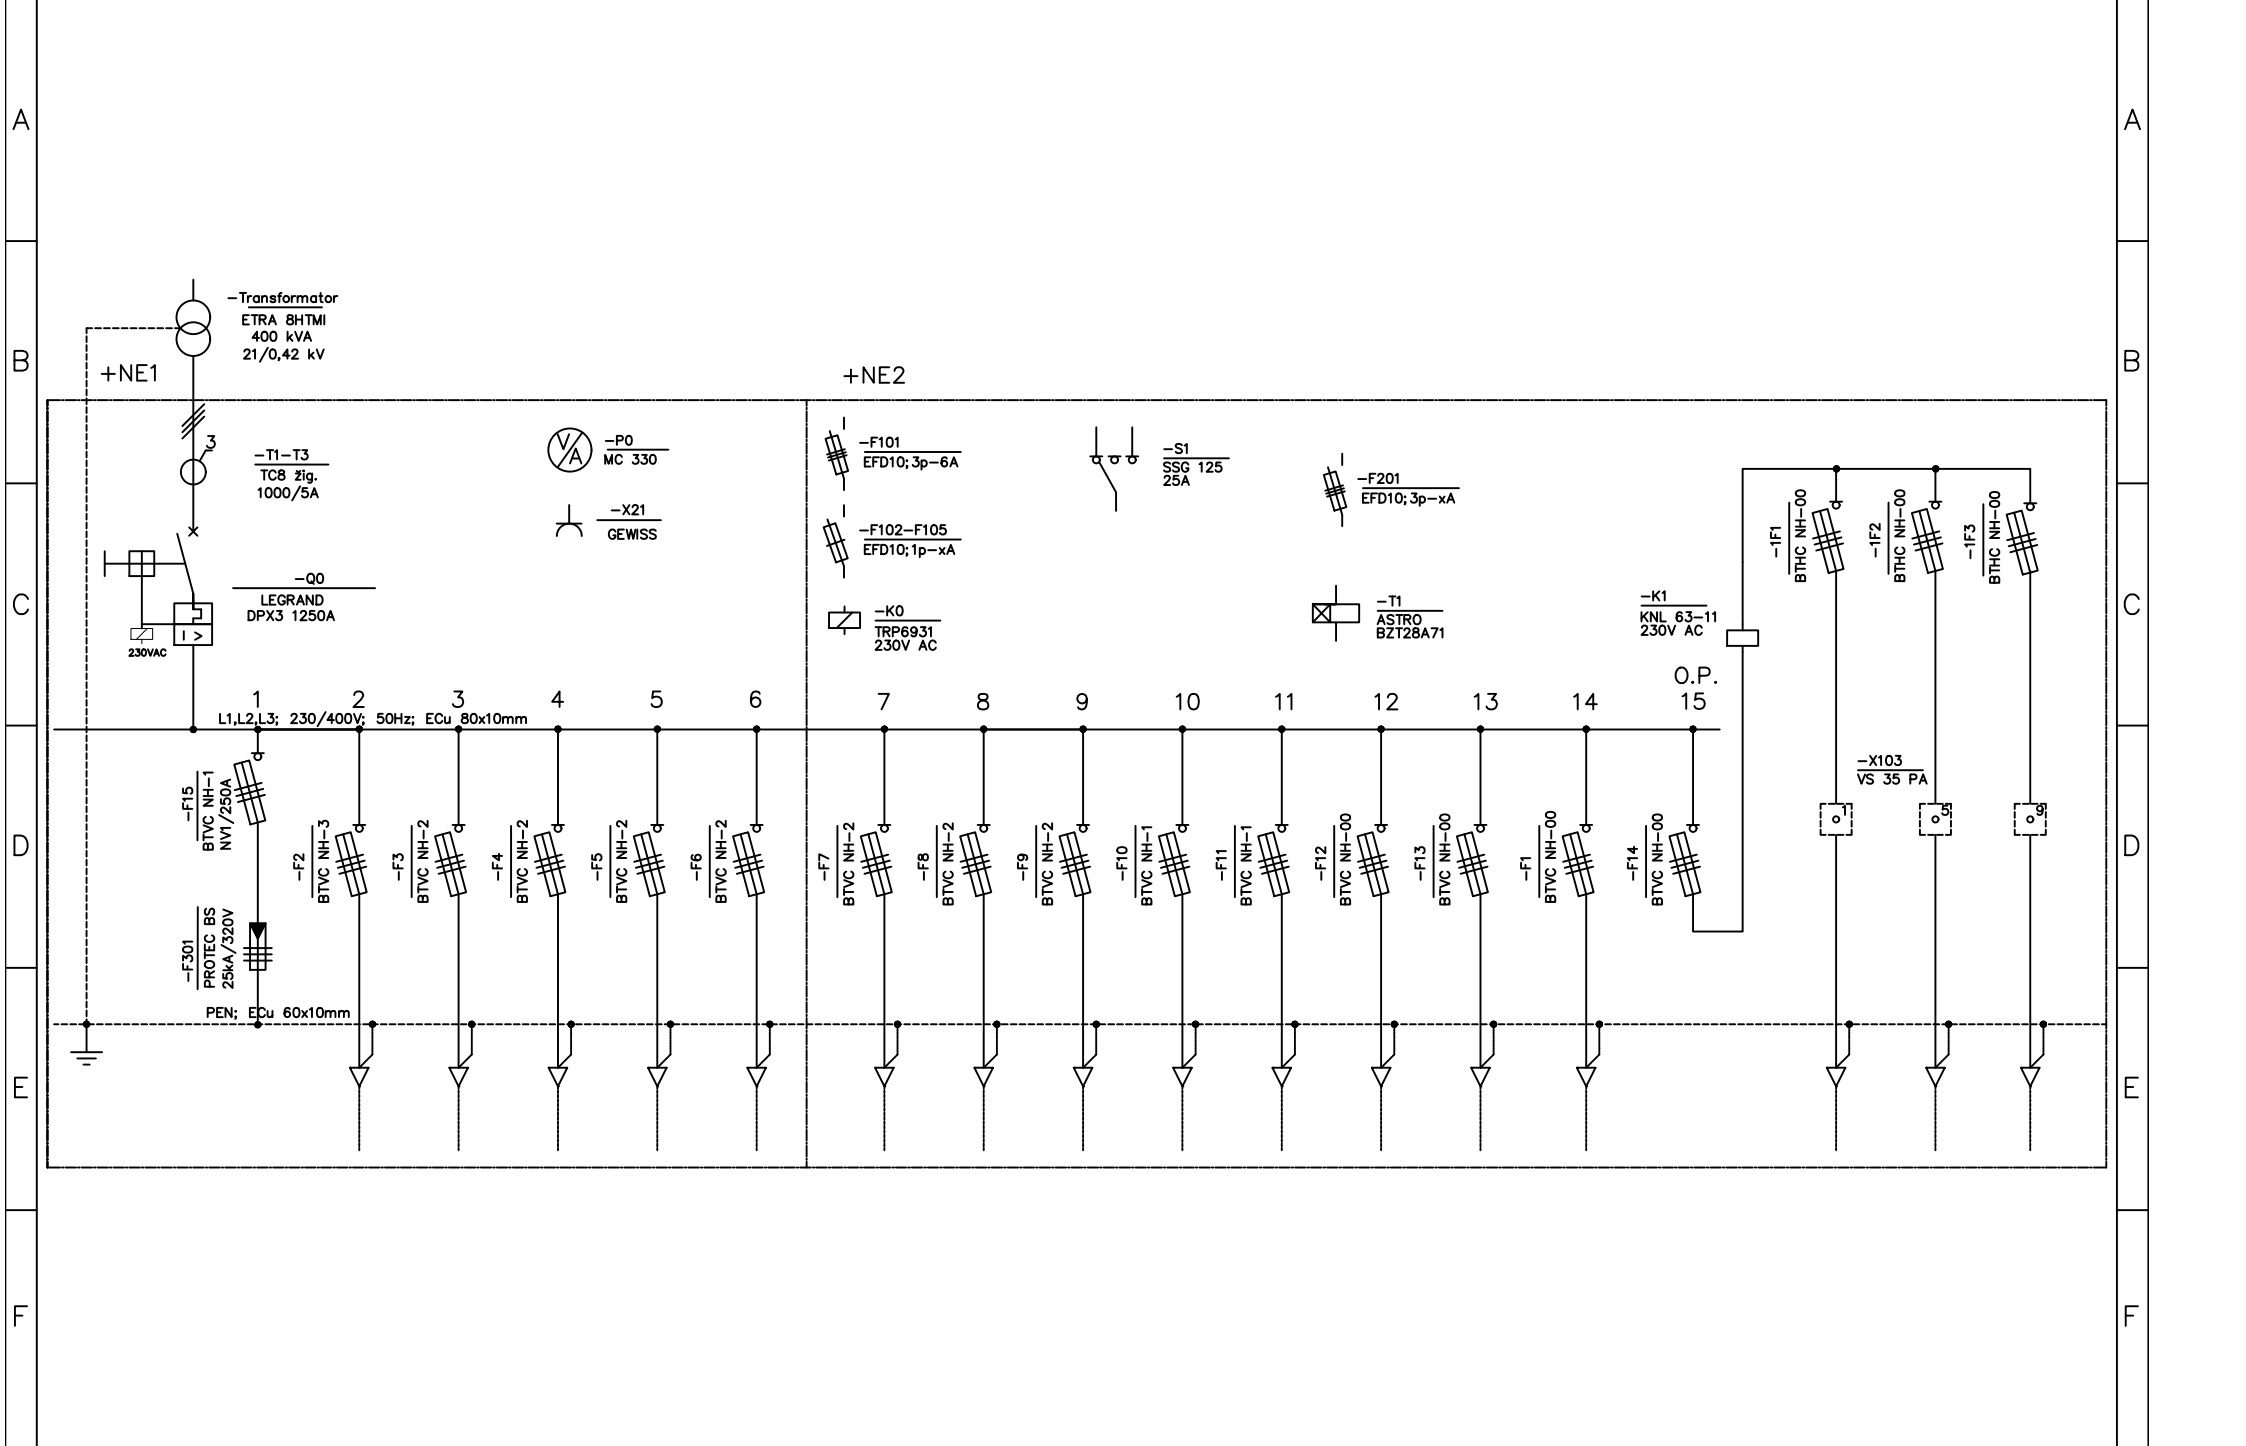 A
A
B
B
C
C
D
D
E
E
F
F
-Transformator
ETRA 8HTMI
400 kVA
21/0,42 kV
+NE1
+NE2
3
-T1-T3
TC8 žig.
1000/5A
-P0
MC 330
V
A
-X21
GEWISS
-Q0
LEGRAND
DPX3 1250A
I >
230VAC
-F101
EFD10;3p-6A
-F102-F105
EFD10;1p-xA
-K0
TRP6931
230V AC
-S1
SSG 125
25A
-F201
EFD10;3p-xA
-T1
ASTRO
BZT28A71
-K1
KNL 63-11
230V AC
O.P.
-1F1
BTHC NH-00
-1F2
BTHC NH-00
-1F3
BTHC NH-00
1 2 3 4 5 6 7 8 9 10 11 12 13 14 15
L1,L2,L3; 230/400V; 50Hz; ECu 80x10mm
-F15
BTVC NH-1
NV1/250A
-F2
BTVC NH-3
-F3
BTVC NH-2
-F4
BTVC NH-2
-F5
BTVC NH-2
-F6
BTVC NH-2
-F7
BTVC NH-2
-F8
BTVC NH-2
-F9
BTVC NH-2
-F10
BTVC NH-1
-F11
BTVC NH-1
-F12
BTVC NH-00
-F13
BTVC NH-00
-F1
BTVC NH-00
-F14
BTVC NH-00
-X103
VS 35 PA
1
5
9
-F301
PROTEC BS
25kA/320V
PEN; ECu 60x10mm